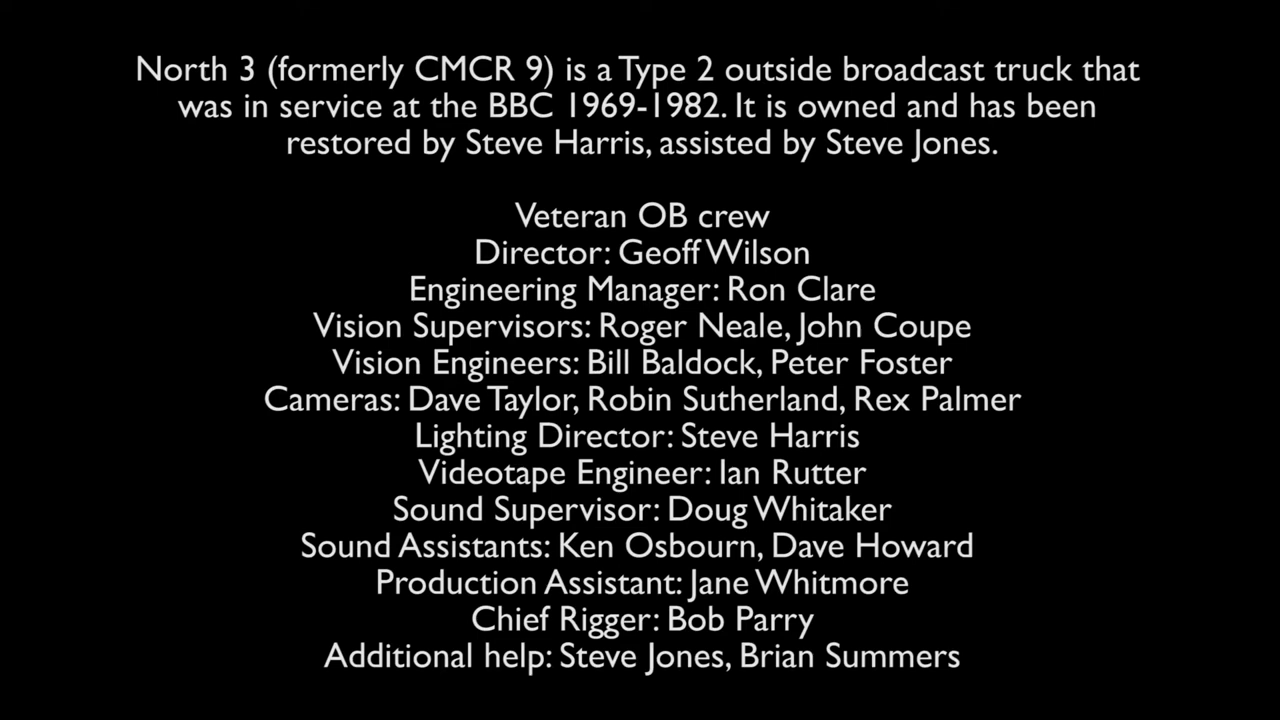 North 3 (formerly CMCR 9) is a Type 2 outside broadcast truck that
was in service at the BBC 1969-1982. It is owned and has been
restored by Steve Harris, assisted by Steve Jones.
Veteran OB crew
Director: Geoff Wilson
Engineering Manager: Ron Clare
Vision Supervisors: Roger Neale, John Coupe
Vision Engineers: Bill Baldock, Peter Foster
Cameras: Dave Taylor, Robin Sutherland, Rex Palmer
Lighting Director: Steve Harris
Videotape Engineer: Ian Rutter
Sound Supervisor: Doug Whitaker
Sound Assistants: Ken Osbourn, Dave Howard
Production Assistant: Jane Whitmore
Chief Rigger: Bob Parry
Additional help: Steve Jones, Brian Summers